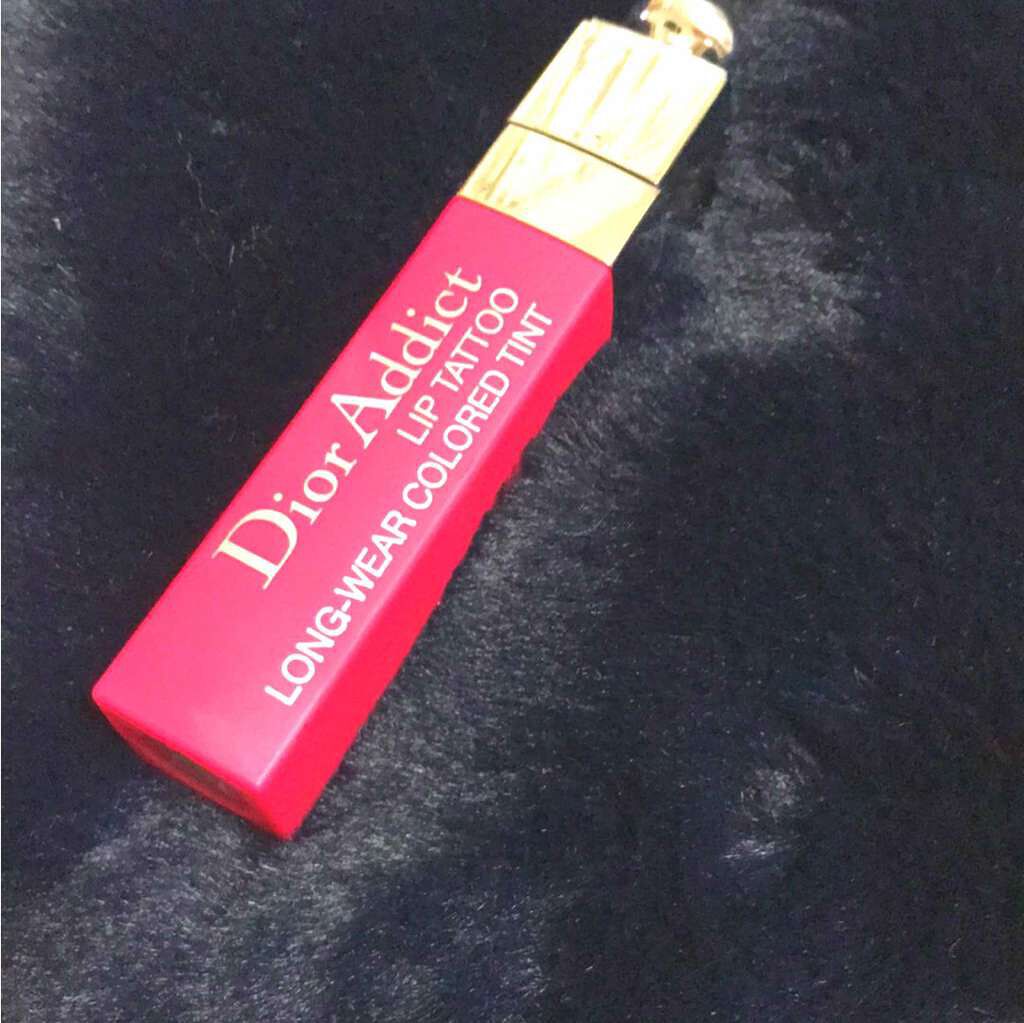 Dior Addict
LIP TATTOO
LONG-WEAR COLORED TINT